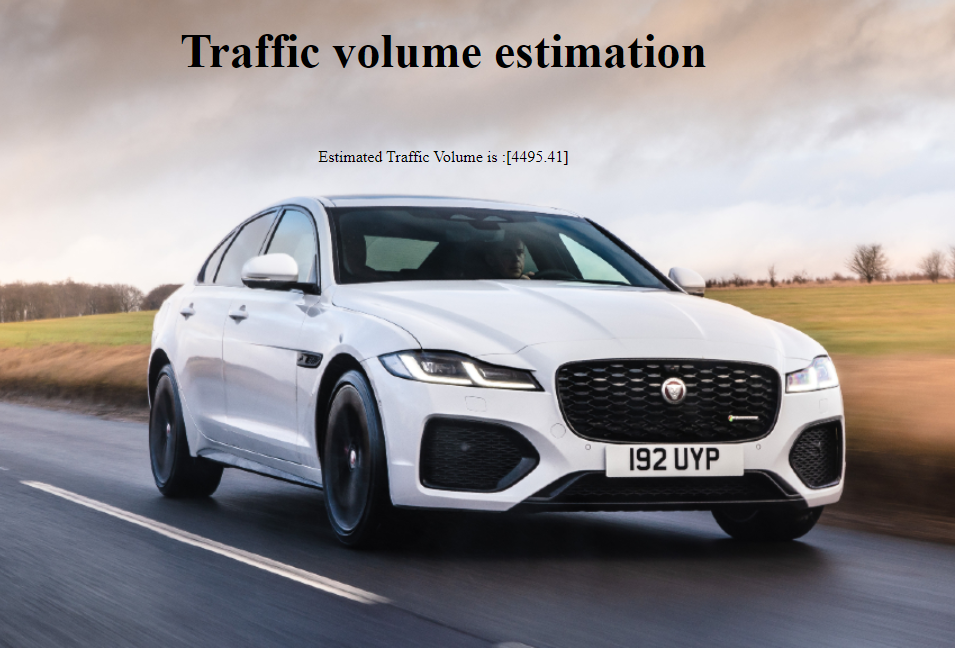 Traffic volume estimation
Estimated Traffic Volume is :[4495.41]
192 UYP